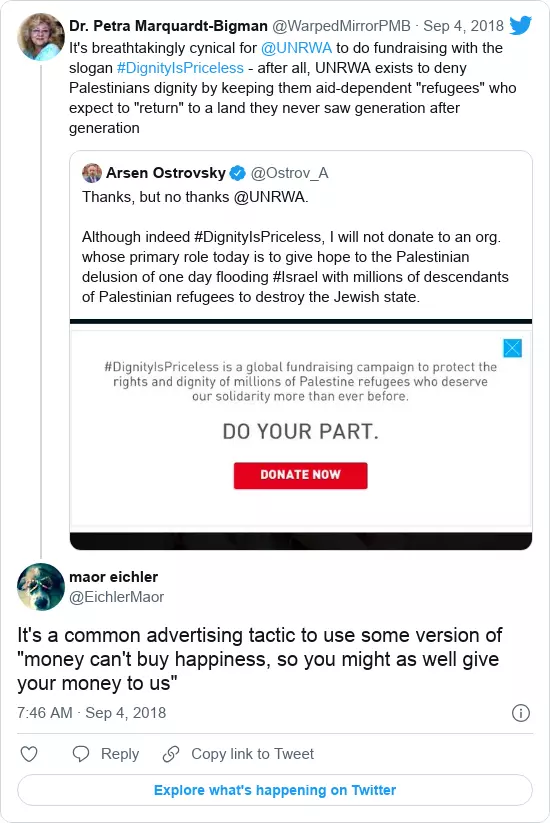 Dr. Petra Marquardt-Bigman @WarpedMirrorPMB · Sep 4, 2018
It's breathtakingly cynical for @UNRWA to do fundraising with the
slogan #DignityIsPriceless - after all, UNRWA exists to deny
Palestinians dignity by keeping them aid-dependent "refugees" who
expect to "return" to a land they never saw generation after
generation
Arsen Ostrovsky @Ostrov_A
Thanks, but no thanks @UNRWA.
Although indeed #DignityIsPriceless, I will not donate to an org.
whose primary role today is to give hope to the Palestinian
delusion of one day flooding #Israel with millions of descendants
of Palestinian refugees to destroy the Jewish state.
#DignityIsPriceless is a global fundraising campaign to protect the
rights and dignity of millions of Palestine refugees who deserve
our solidarity more than ever before.
DO YOUR PART.
DONATE NOW
maor eichler
@EichlerMaor
It's a common advertising tactic to use some version of
"money can't buy happiness, so you might as well give
your money to us"
7:46 AM · Sep 4, 2018
Reply
Copy link to Tweet
Explore what's happening on Twitter